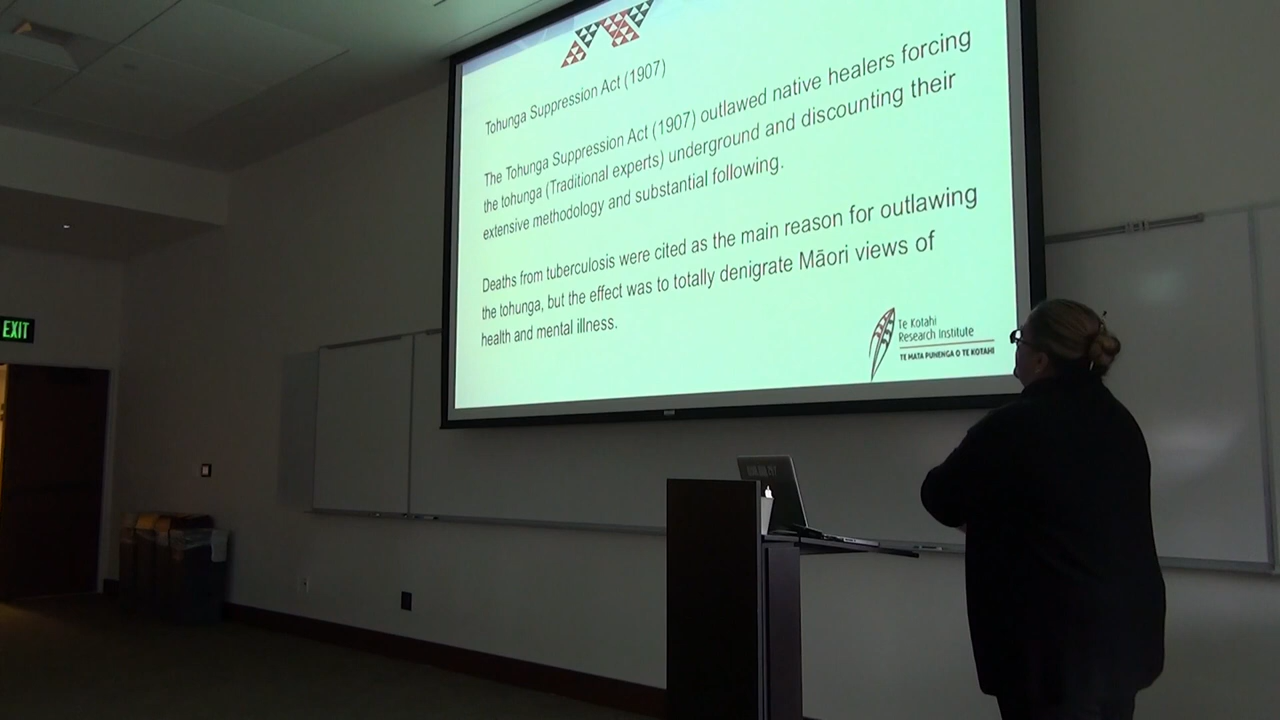 Tohunga Suppression Act (1907)
The Tohunga Suppression Act (1907) outlawed native healers forcing
the tohunga (Traditional experts) underground and discounting their
extensive methodology and substantial following.
Deaths from tuberculosis were cited as the main reason for outlawing
the tohunga, but the effect was to totally denigrate Māori views of
health and mental illness.
Te Kotahi
Research Institute
TE MATA PUNENGA O TE KOTAHI
EXIT